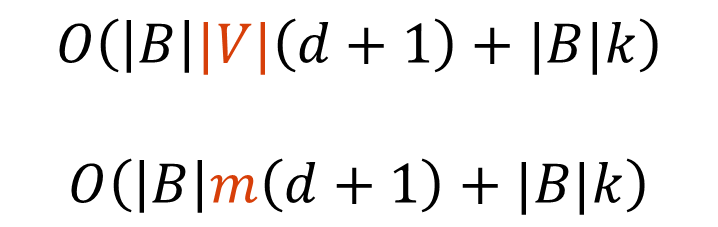 O(|B||V|(d + 1) + |B|k)
O(|B|m(d + 1) + |B|k)